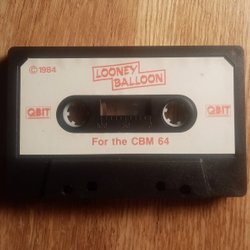 ©1984
LOONEY
BALLOON
QBIT QBIT
For the CBM 64